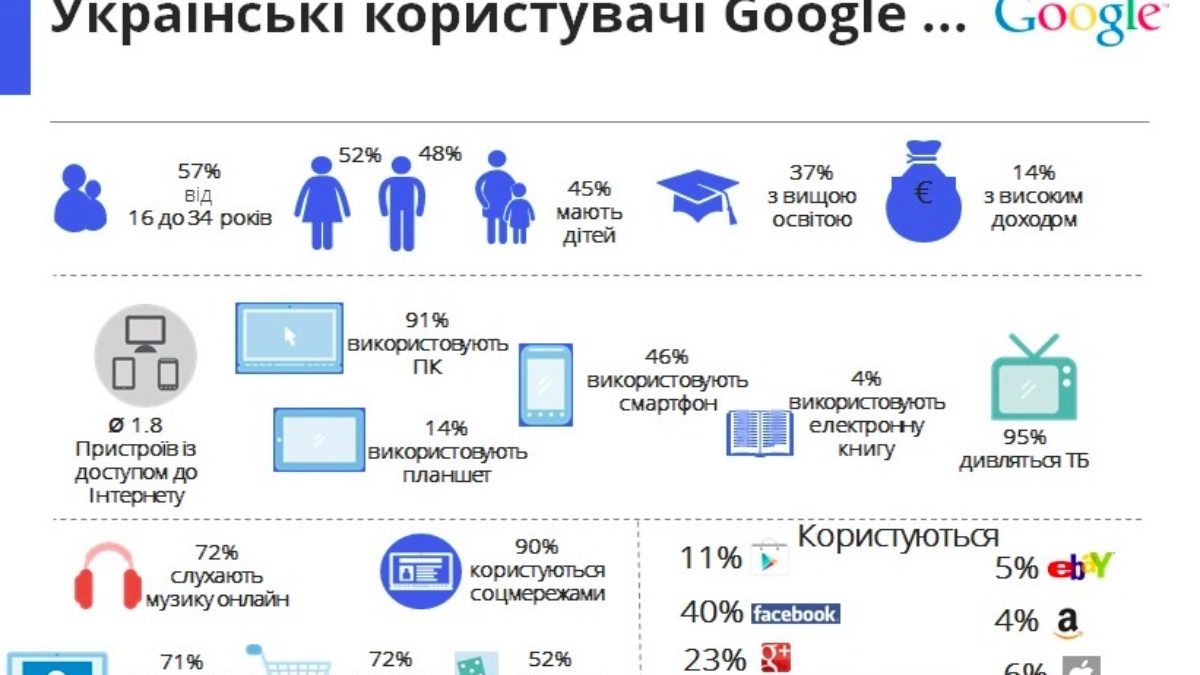 Українські користувачі Google ...
Google
57%
від
16 до 34 років
52%
48%
45%
мають
дітей
37%
з вищою
освітою
€
14%
з високим
доходом
Ø 1.8
Пристроїв із
доступом до
Інтернету
91%
використовують
ПК
14%
використовують
планшет
46%
використовують
смартфон
4%
використовують
електронну
книгу
95%
дивляться ТБ
72%
слухають
музику онлайн
90%
користуються
соцмережами
71%
72%
52%
Користуються
11%
40% facebook
23% g+
5% ebay
4% a
6%